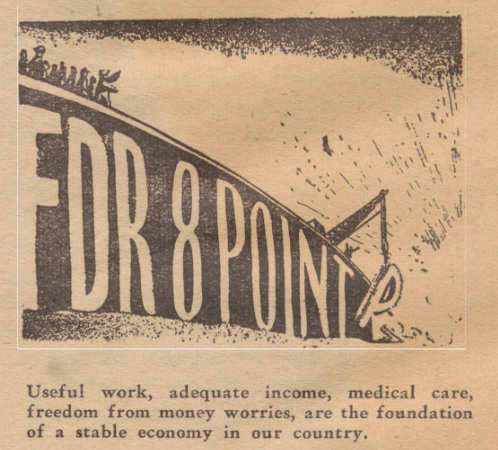 FDR 8 POINT P
Useful work, adequate income, medical care,
freedom from money worries, are the foundation
of a stable economy in our country.